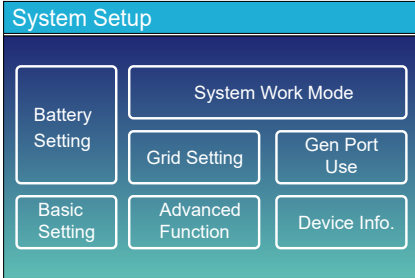 System Setup
Battery
Setting
System Work Mode
Grid Setting
Gen Port
Use
Basic
Setting
Advanced
Function
Device Info.